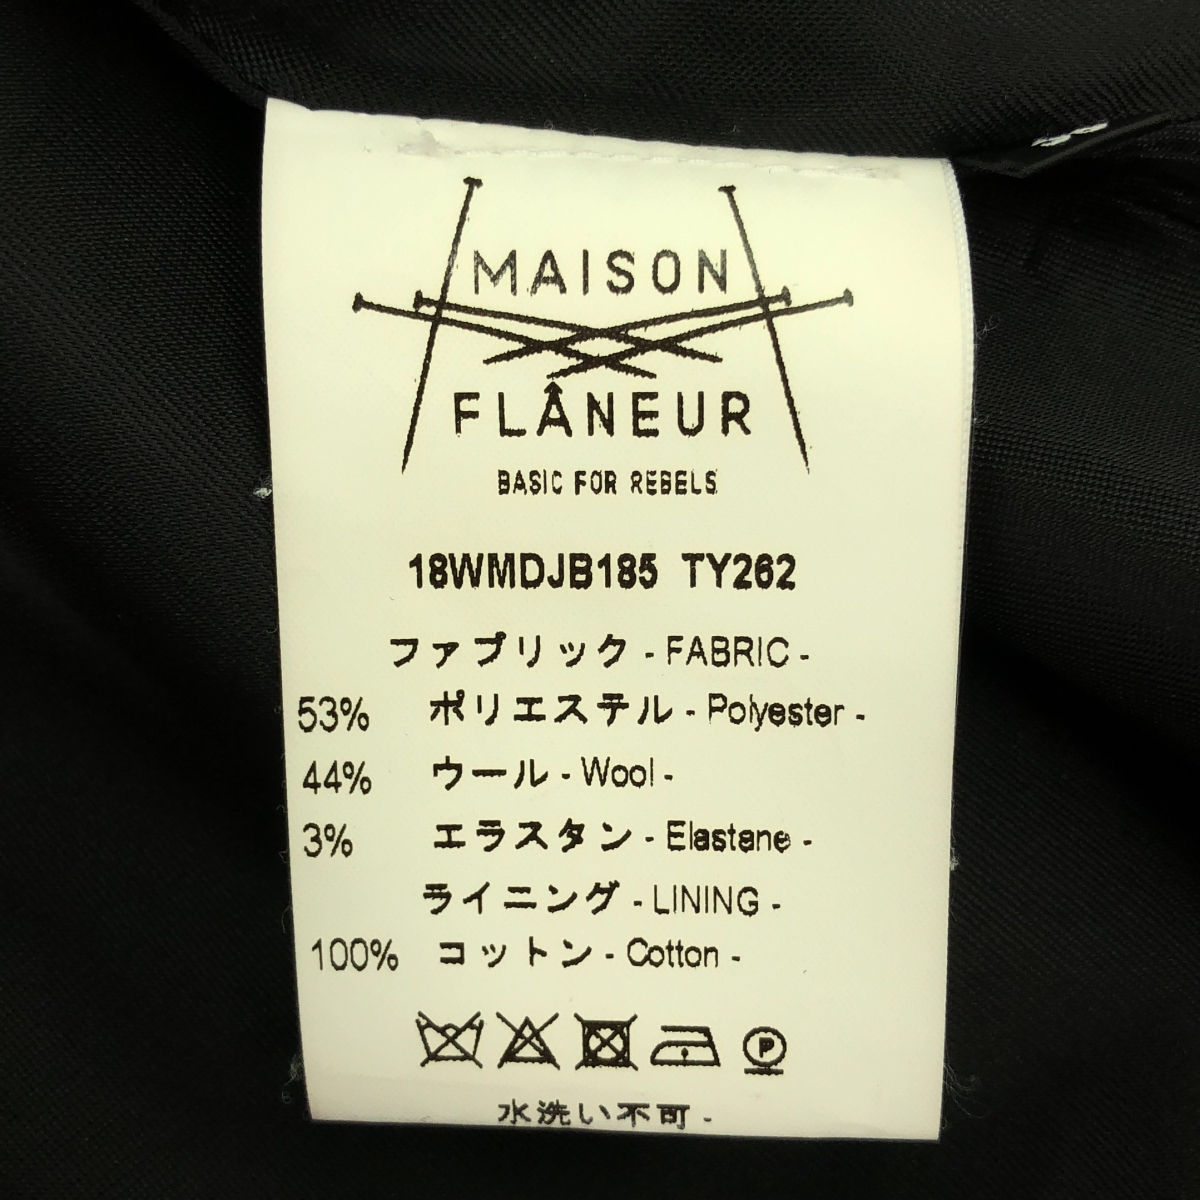 MAISON
FLÂNEUR
BASIC FOR REBELS
18WMDJB185 TY262
ファブリック - FABRIC -
53% ポリエステル - Polyester -
44% ウール - Wool -
3% エラスタン - Elastane -
ライニング - LINING -
100% コットン - Cotton -
P
水洗い不可 -